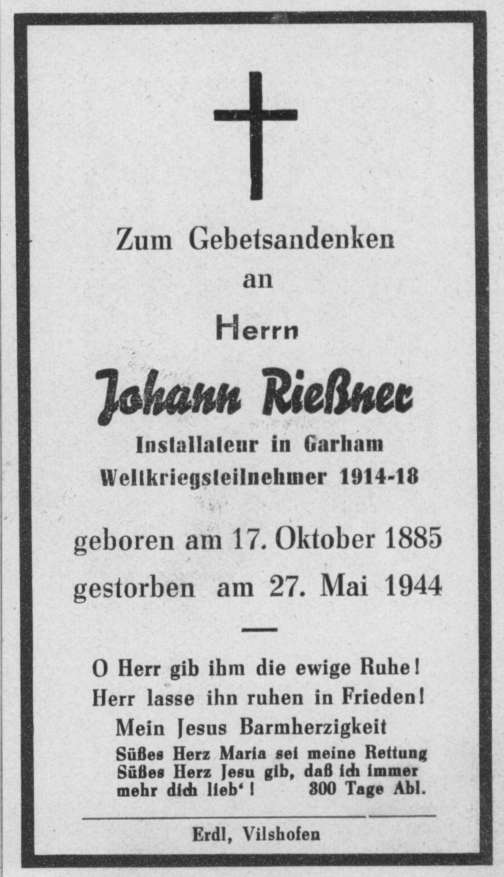 Zum Gebetsandenken
an
Herrn
Johann Rießner
Installateur in Garham
Weltkriegsteilnehmer 1914-18
geboren am 17. Oktober 1885
gestorben am 27. Mai 1944
O Herr gib ihm die ewige Ruhe!
Herr lasse ihn ruhen in Frieden!
Mein Jesus Barmherzigkeit
Süßes Herz Maria sei meine Rettung
Süßes Herz Jesu gib, daß ich immer
mehr dich lieb'! 300 Tage Abl.
Erdl, Vilshofen